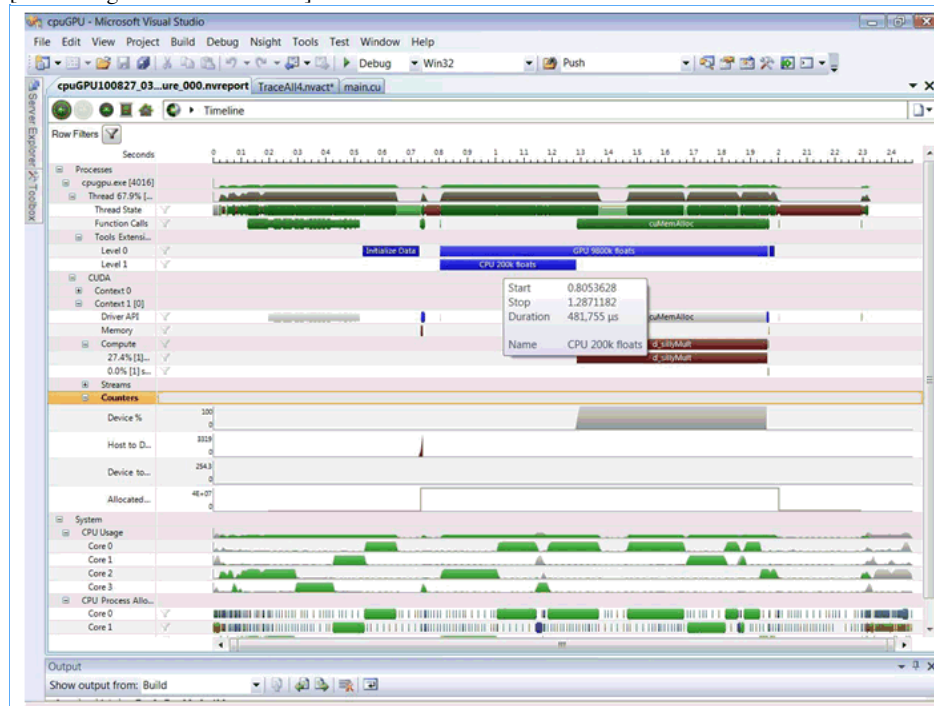 cpuGPU - Microsoft Visual Studio
File Edit View Project Build Debug Nsight Tools Test Window Help
Debug Win32 Push
cpuGPU100827_03...ure_000.nvreport TraceAll4.nvact* main.cu
Server Explorer
Toolbox
Timeline
Row Filters
Seconds 0 0.1 0.2 0.3 0.4 0.5 0.6 0.7 0.8 0.9 1 1.1 1.2 1.3 1.4 1.5 1.6 1.7 1.8 1.9 2 2.1 2.2 2.3 2.4
Processes
cpugpu.exe [4016]
Thread 67.9% [...
Thread State
Function Calls cuMemAlloc
Tools Extensi...
Level 0 Initialize Data GPU 9800k floats
Level 1 CPU 200k floats
CUDA
Context 0
Context 1 [0]
Driver API cuMemAlloc
Memory
Compute d_sillyMult
27.4% [1]... d_sillyMult
0.0% [1] s...
Start 0.8053628
Stop 1.2871182
Duration 481,755 μs
Name CPU 200k floats
Streams
Counters
Device % 100 0
Host to D... 3319 0
Device to... 254.3 0
Allocated... 4E+07 0
System
CPU Usage
Core 0
Core 1
Core 2
Core 3
CPU Process Allo...
Core 0
Core 1
Output
Show output from: Build